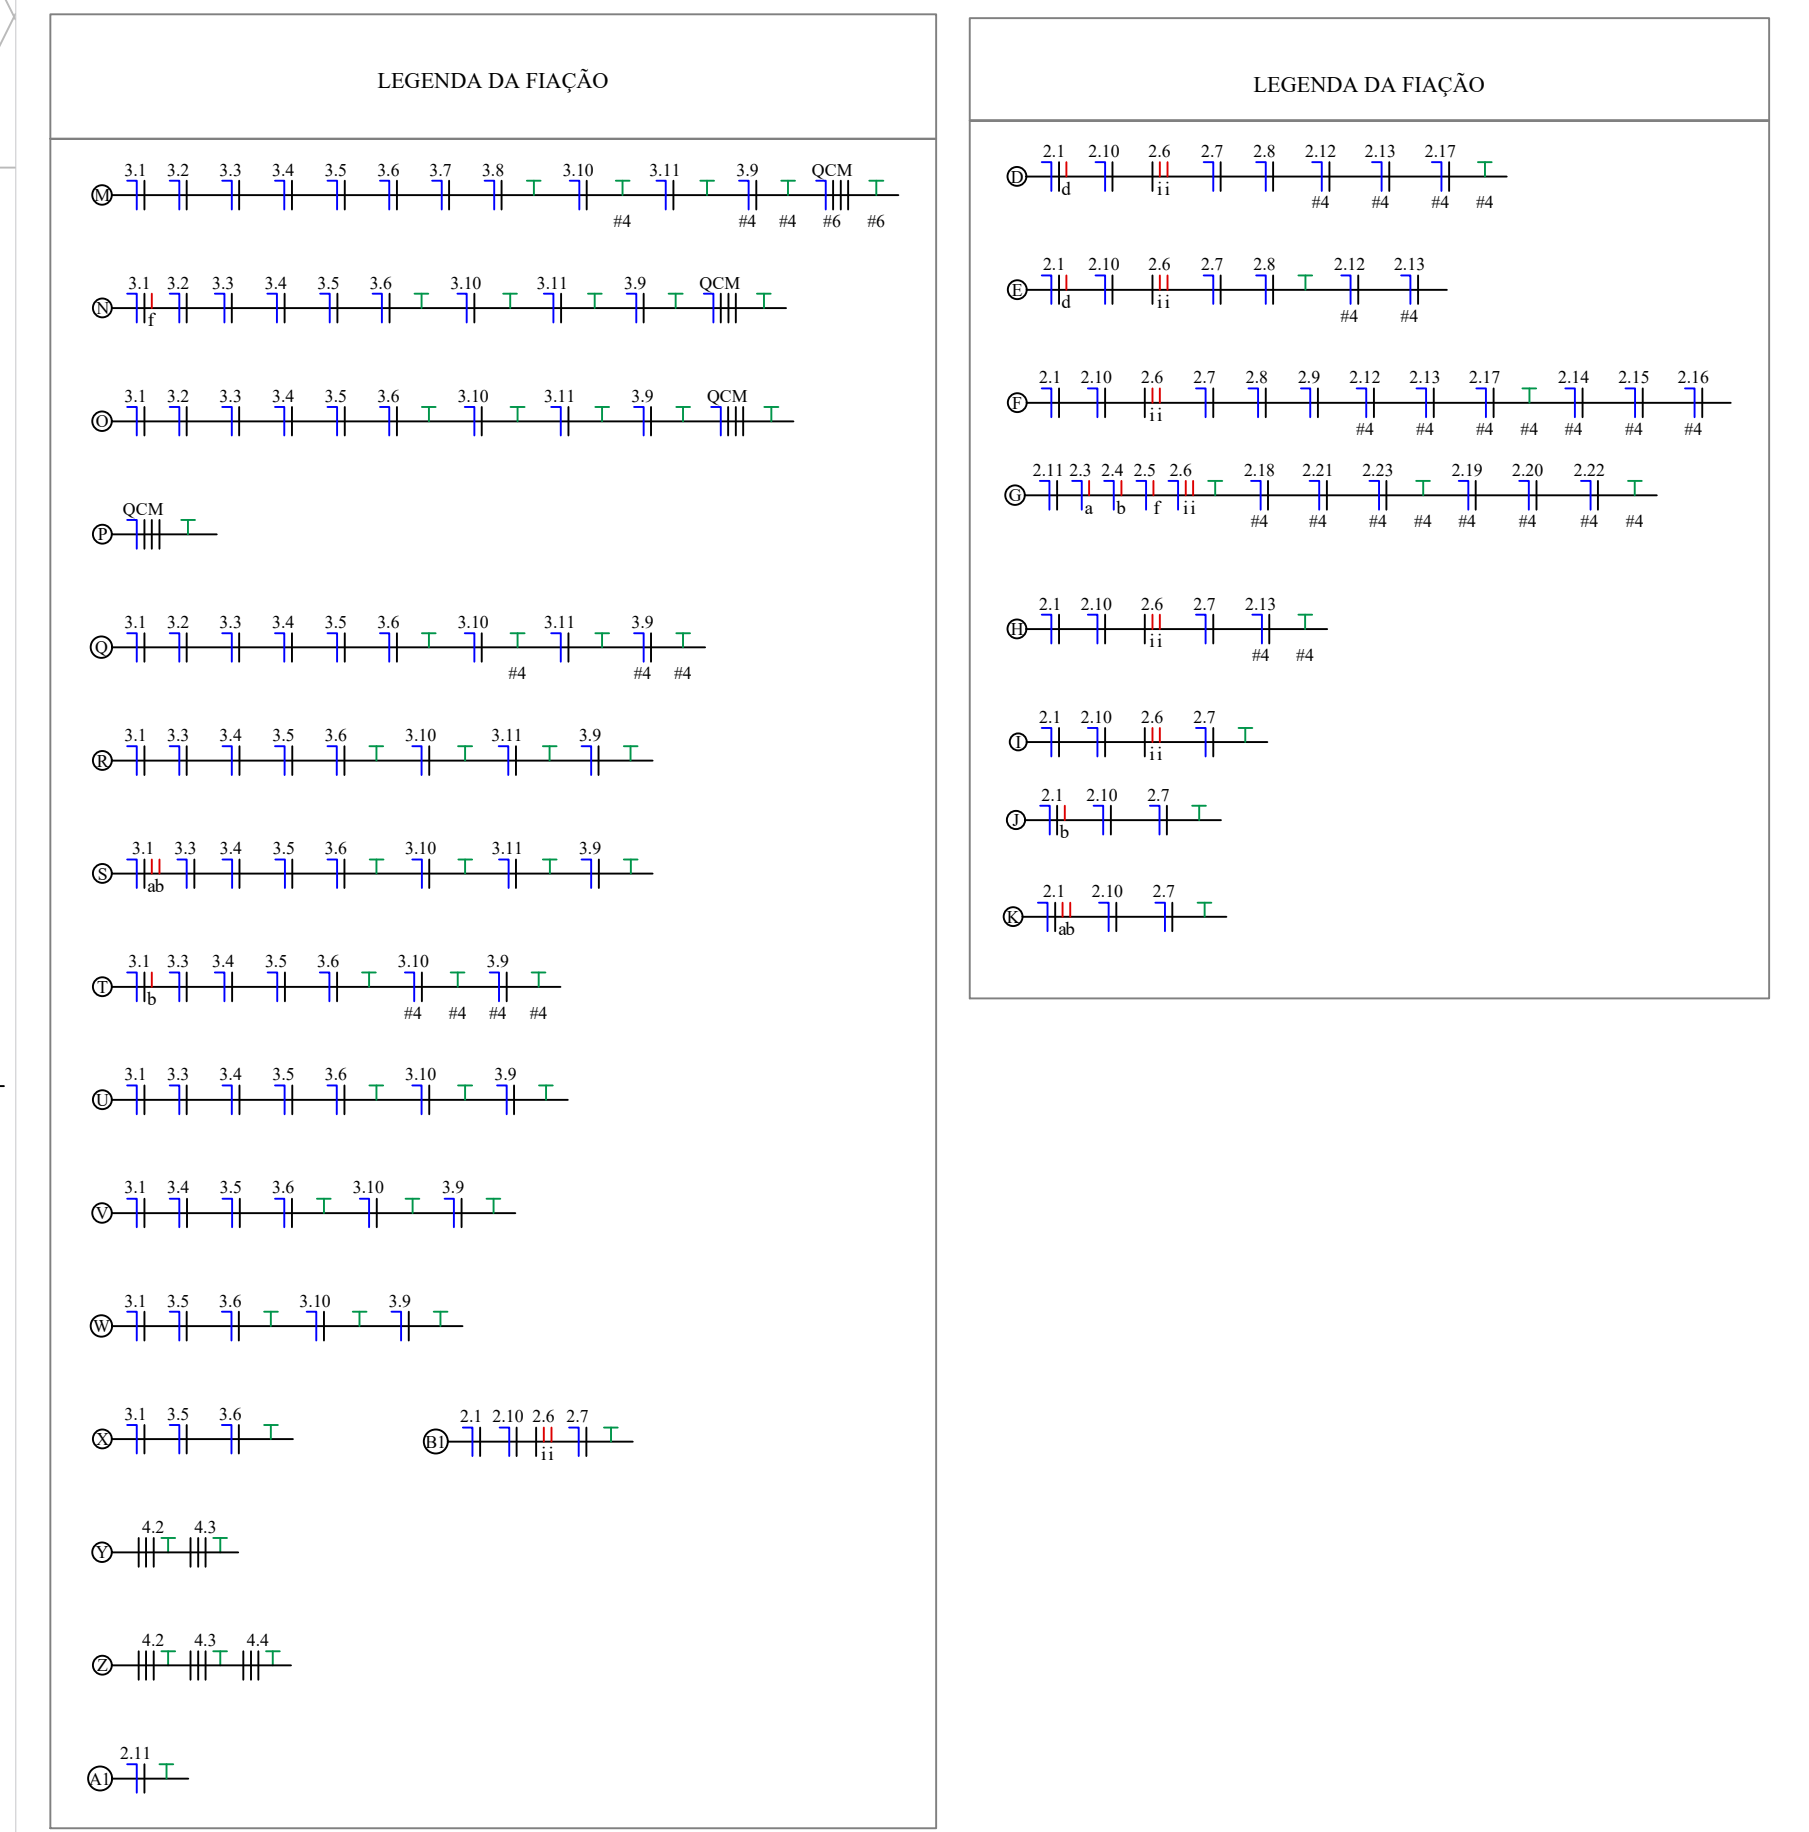 LEGENDA DA FIAÇÃO
3.1 3.2 3.3 3.4 3.5 3.6 3.7 3.8 3.10 3.11 3.9 QCM
M
#4 #4 #4 #6 #6
3.1 3.2 3.3 3.4 3.5 3.6 3.10 3.11 3.9 QCM
N
f
3.1 3.2 3.3 3.4 3.5 3.6 3.10 3.11 3.9 QCM
O
QCM
P
3.1 3.2 3.3 3.4 3.5 3.6 3.10 3.11 3.9
Q
#4 #4 #4
3.1 3.3 3.4 3.5 3.6 3.10 3.11 3.9
R
3.1 3.3 3.4 3.5 3.6 3.10 3.11 3.9
S
ab
3.1 3.3 3.4 3.5 3.6 3.10 3.9
T
b
#4 #4 #4 #4
3.1 3.3 3.4 3.5 3.6 3.10 3.9
U
3.1 3.4 3.5 3.6 3.10 3.9
V
3.1 3.5 3.6 3.10 3.9
W
3.1 3.5 3.6
X
2.1 2.10 2.6 2.7
B1
ii
4.2 4.3
Y
4.2 4.3 4.4
Z
2.11
A1
LEGENDA DA FIAÇÃO
2.1 2.10 2.6 2.7 2.8 2.12 2.13 2.17
D
d ii
#4 #4 #4 #4
2.1 2.10 2.6 2.7 2.8 2.12 2.13
E
d ii
#4 #4
2.1 2.10 2.6 2.7 2.8 2.9 2.12 2.13 2.17 2.14 2.15 2.16
F
ii
#4 #4 #4 #4 #4 #4 #4
2.11 2.3 2.4 2.5 2.6 2.18 2.21 2.23 2.19 2.20 2.22
G
a b f ii
#4 #4 #4 #4 #4 #4 #4 #4
2.1 2.10 2.6 2.7 2.13
H
ii
#4 #4
2.1 2.10 2.6 2.7
I
ii
2.1 2.10 2.7
J
b
2.1 2.10 2.7
K
ab